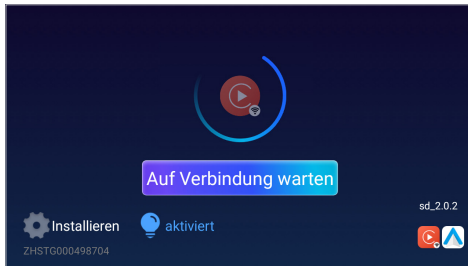 Auf Verbindung warten
sd_2.0.2
Installieren
aktiviert
ZHSTG000498704